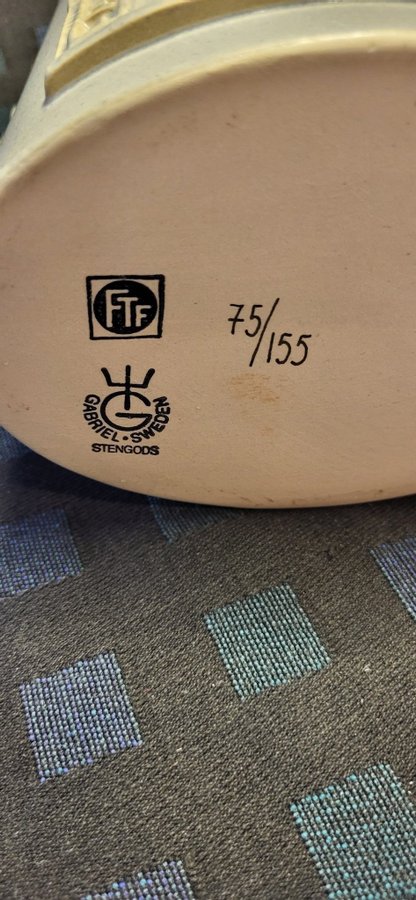 FTF
75/155
G
GABRIEL · SWEDEN
STENGODS